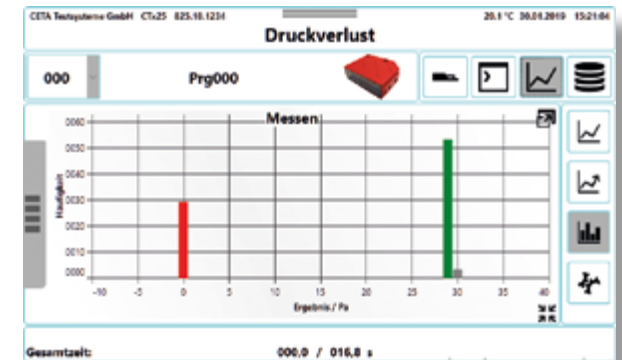 CETA Testsysteme GmbH CTx25 825.18.1234 20.1 °C 30.01.2019 15:21:04
Druckverlust
000 Prg000
Messen
Häufigkeit
0060
0050
0040
0030
0020
0010
0000
-10 -5 0 5 10 15 20 25 30 35 40
Ergebnis / Pa
Gesamtzeit: 000,0 / 016,8 s